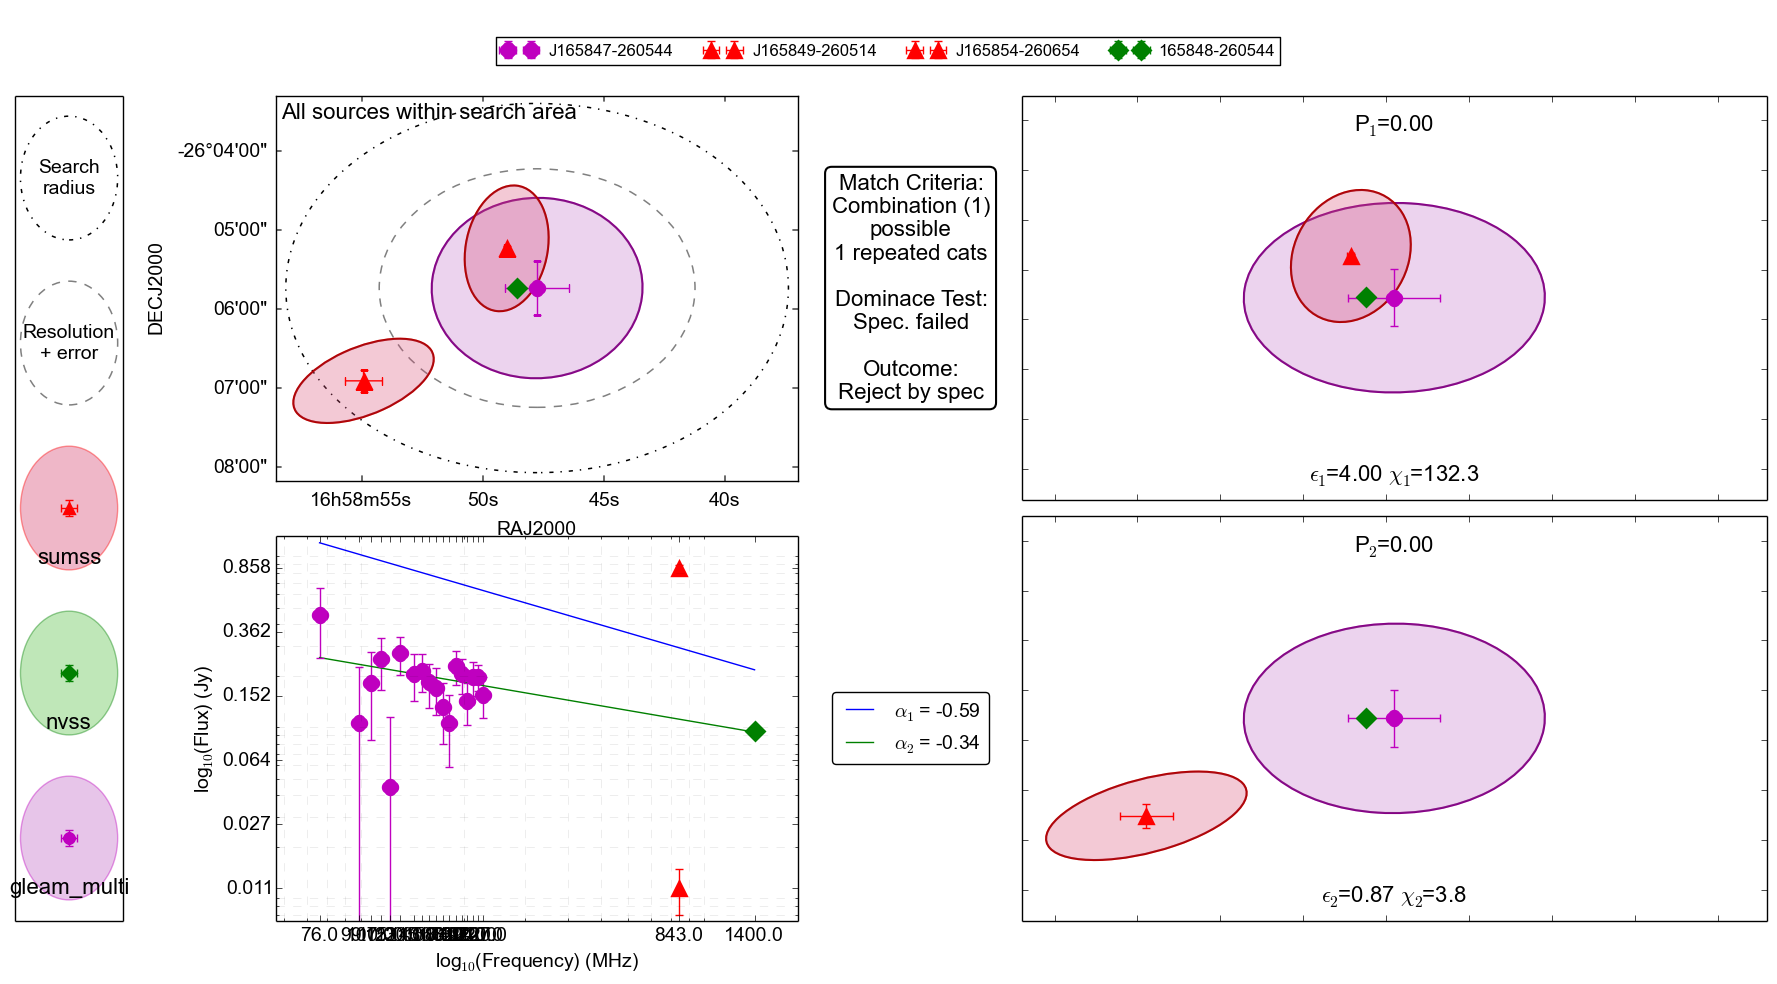 J165847-260544 J165849-260514 J165854-260654 165848-260544
Search
radius
Resolution
+ error
sumss
nvss
gleam_multi
All sources within search area
DECJ2000
-26°04'00"
05'00"
06'00"
07'00"
08'00"
16h58m55s 50s 45s 40s
RAJ2000
Match Criteria:
Combination (1)
possible
1 repeated cats
Dominace Test:
Spec. failed
Outcome:
Reject by spec
P₁=0.00
ϵ₁=4.00 χ₁=132.3
log₁₀(Flux) (Jy)
0.858
0.362
0.152
0.064
0.027
0.011
76.0 843.0 1400.0
log₁₀(Frequency) (MHz)
α₁ = -0.59
α₂ = -0.34
P₂=0.00
ϵ₂=0.87 χ₂=3.8